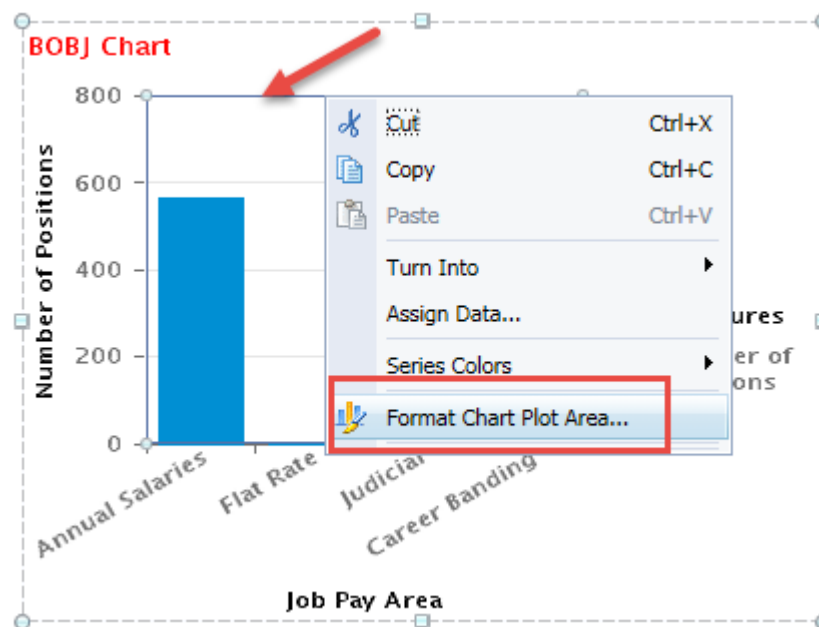 BOBJ Chart
800
600
400
200
0
Number of Positions
Cut Ctrl+X
Copy Ctrl+C
Paste Ctrl+V
Turn Into
Assign Data...
Series Colors
Format Chart Plot Area...
ures
er of
ons
Annual Salaries
Flat Rate
Judicial
Career Banding
Job Pay Area